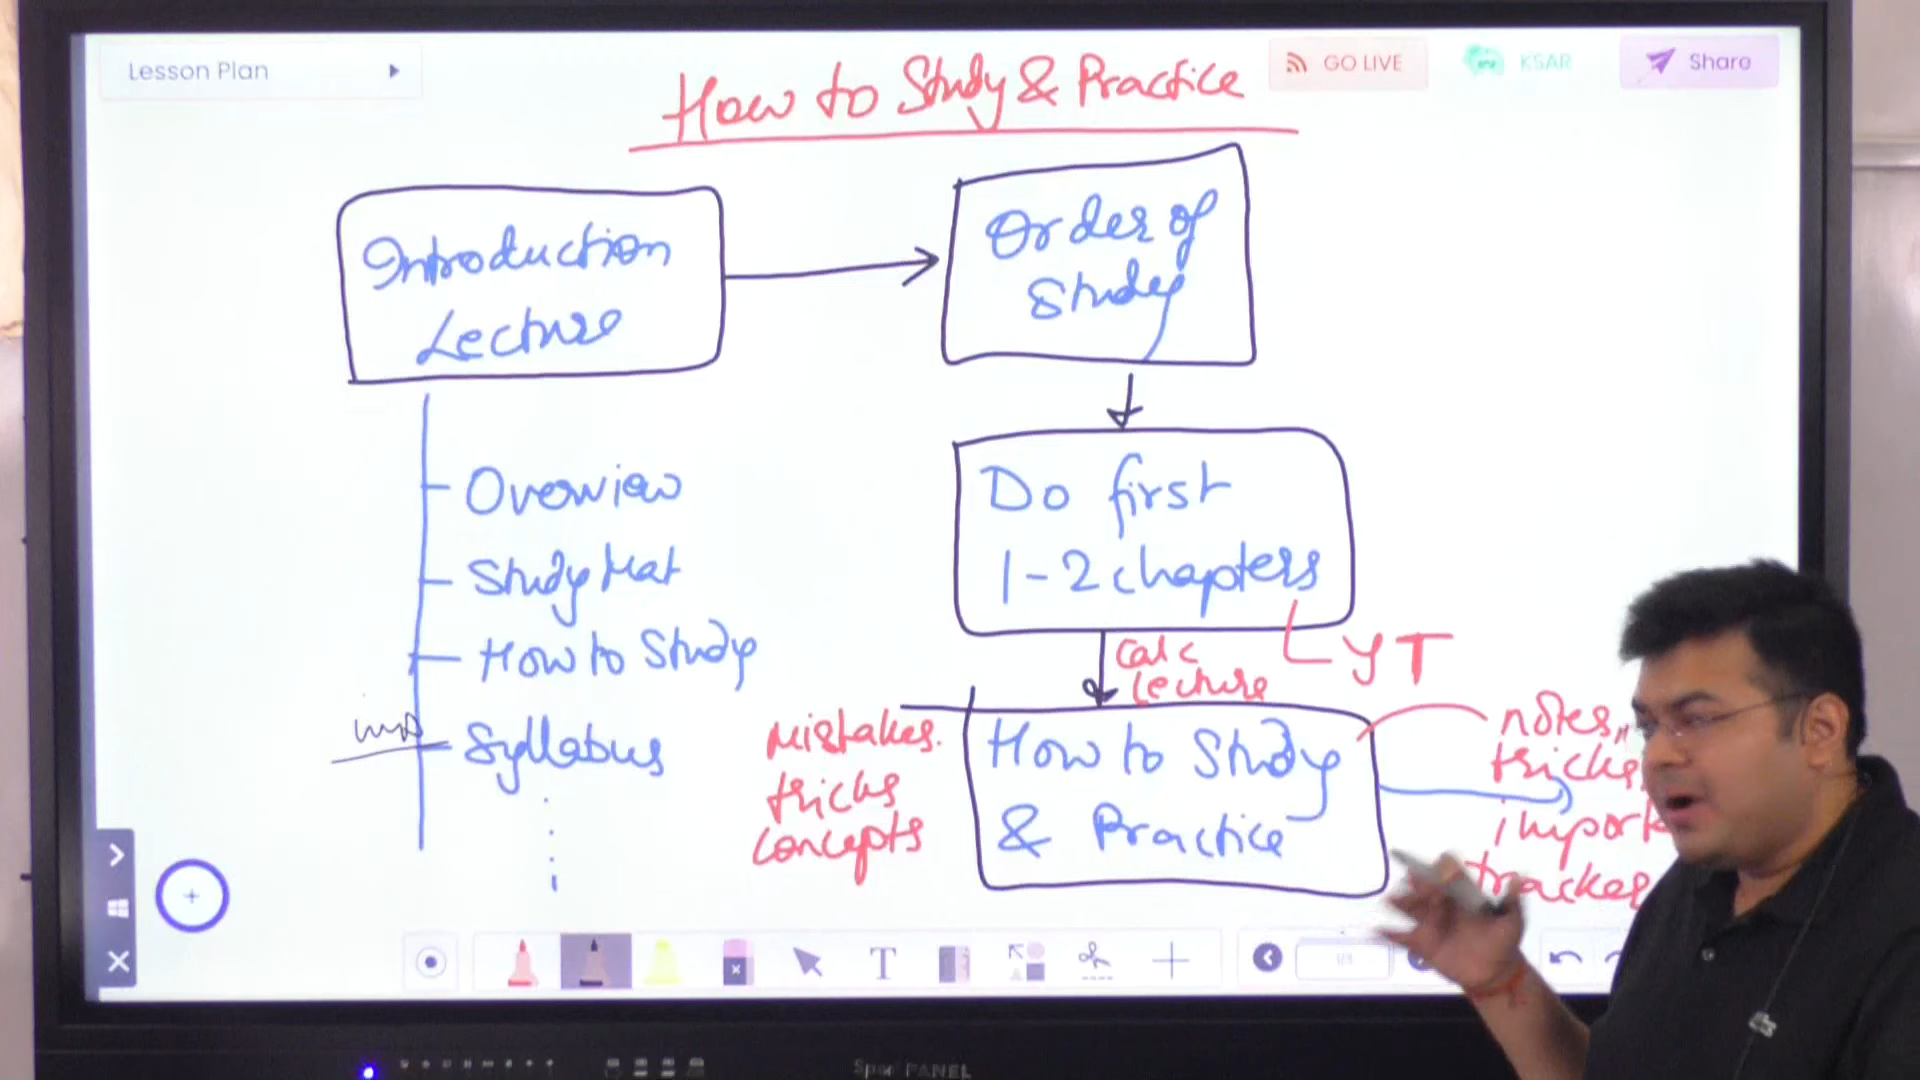 Lesson Plan
How to Study & Practice
GO LIVE
KSAR
Share
Introduction
Lecture
Order of
Study
Overview
Study Mat
How to Study
Syllabus
Do first
1-2 chapters
YT
Calc
Lecture
How to Study
& Practice
Mistakes.
tricks
concepts
notes,
tricks
import
tracker
T
PANEL